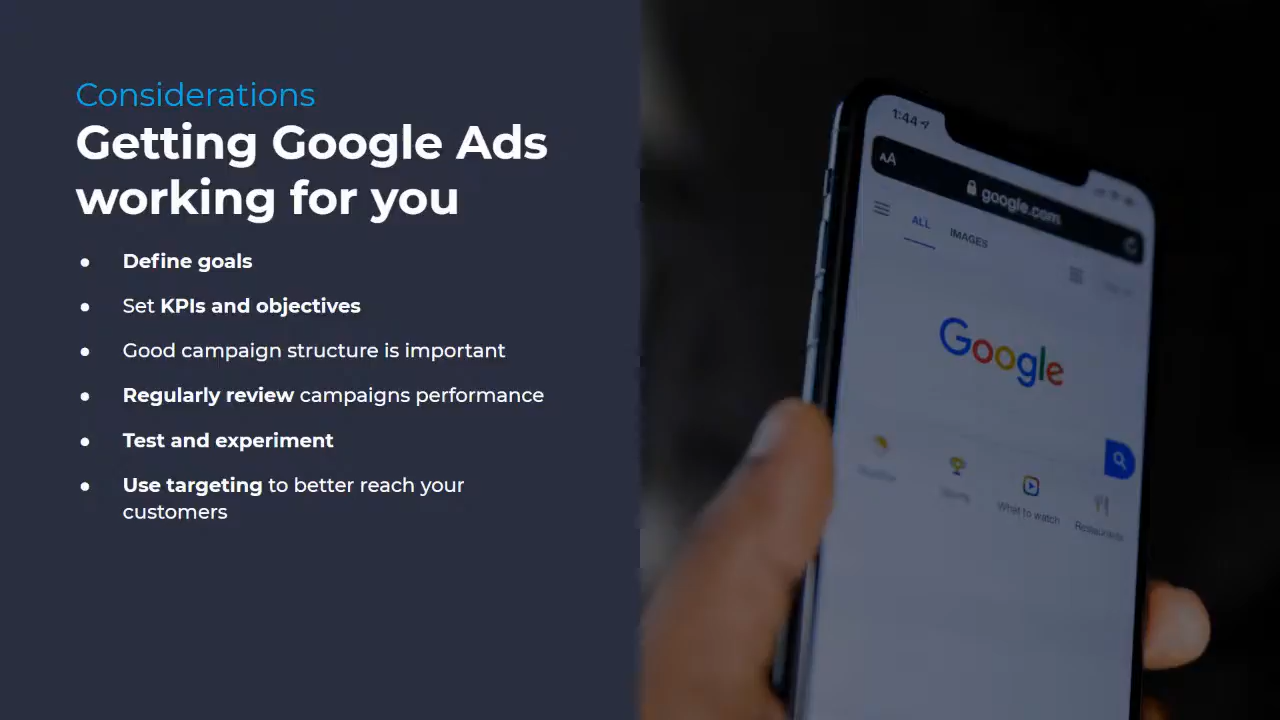 Considerations
Getting Google Ads
working for you
• Define goals
• Set KPIs and objectives
• Good campaign structure is important
• Regularly review campaigns performance
• Test and experiment
• Use targeting to better reach your
customers
1:44
AA
google.com
ALL IMAGES
Google
What to watch
Restaurants